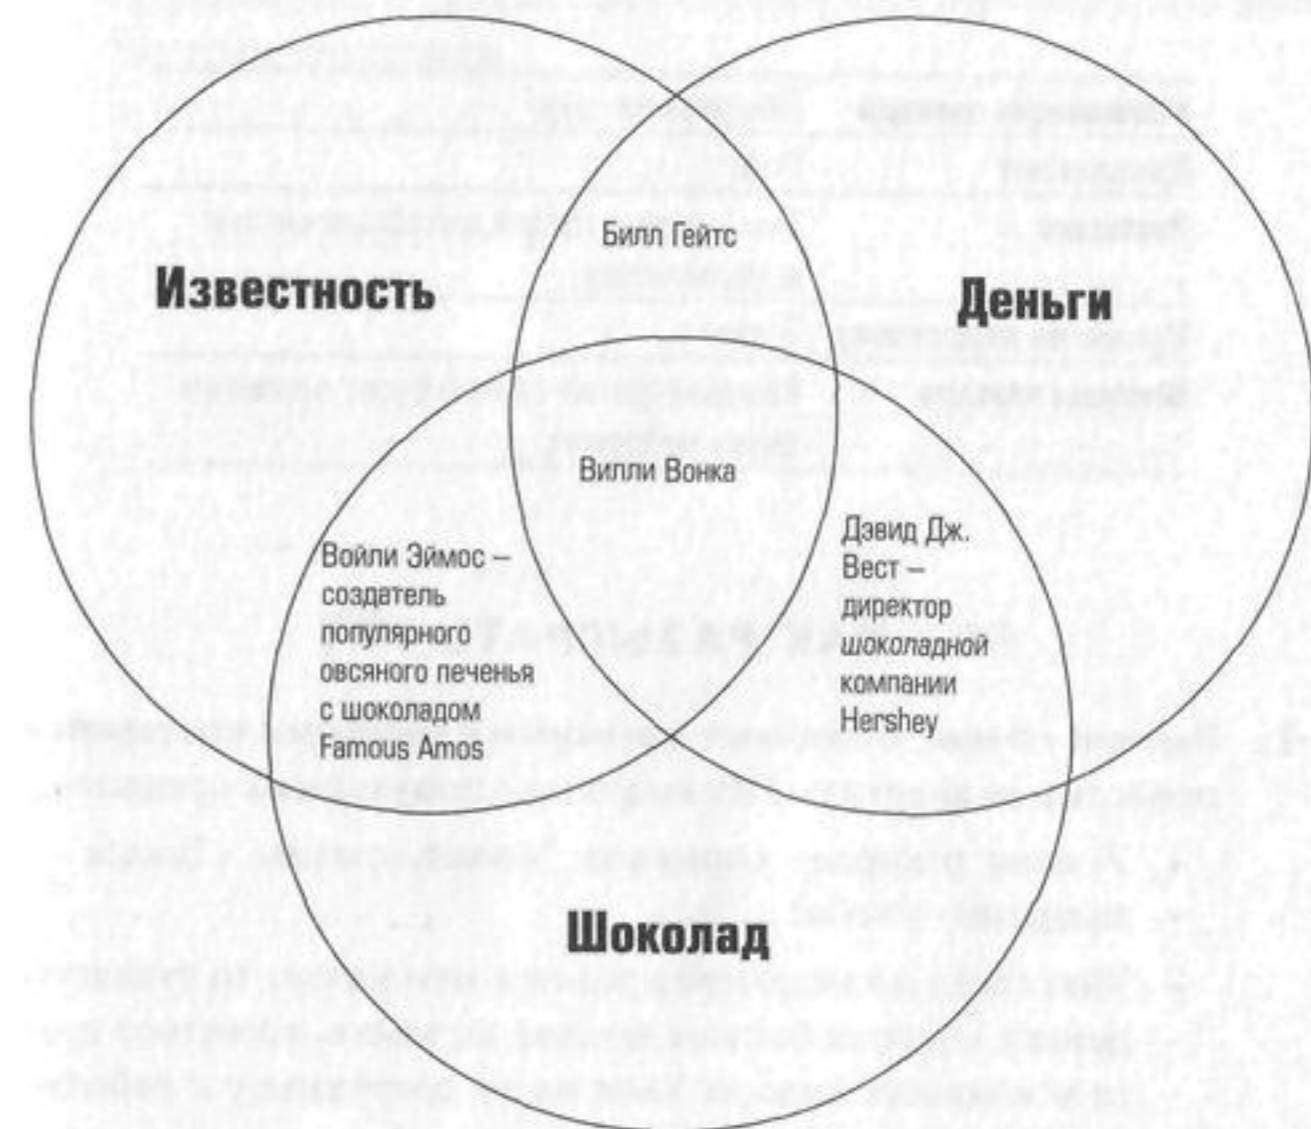 Билл Гейтс
Известность
Деньги
Вилли Вонка
Войли Эймос –
создатель
популярного
овсяного печенья
с шоколадом
Famous Amos
Дэвид Дж.
Вест –
директор
шоколадной
компании
Hershey
Шоколад